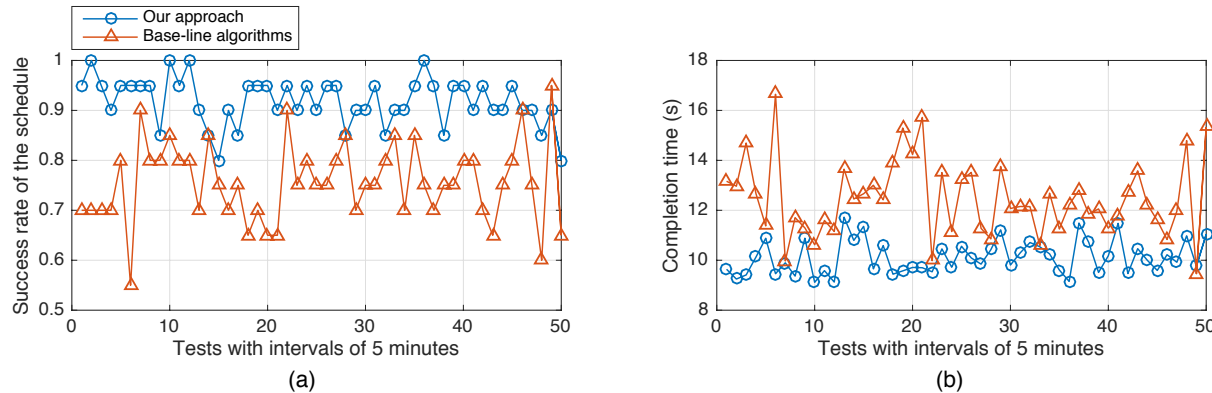 Our approach
Base-line algorithms
Success rate of the schedule
1
0.9
0.8
0.7
0.6
0.5
0 10 20 30 40 50
Tests with intervals of 5 minutes
(a)
Completion time (s)
18
16
14
12
10
8
0 10 20 30 40 50
Tests with intervals of 5 minutes
(b)